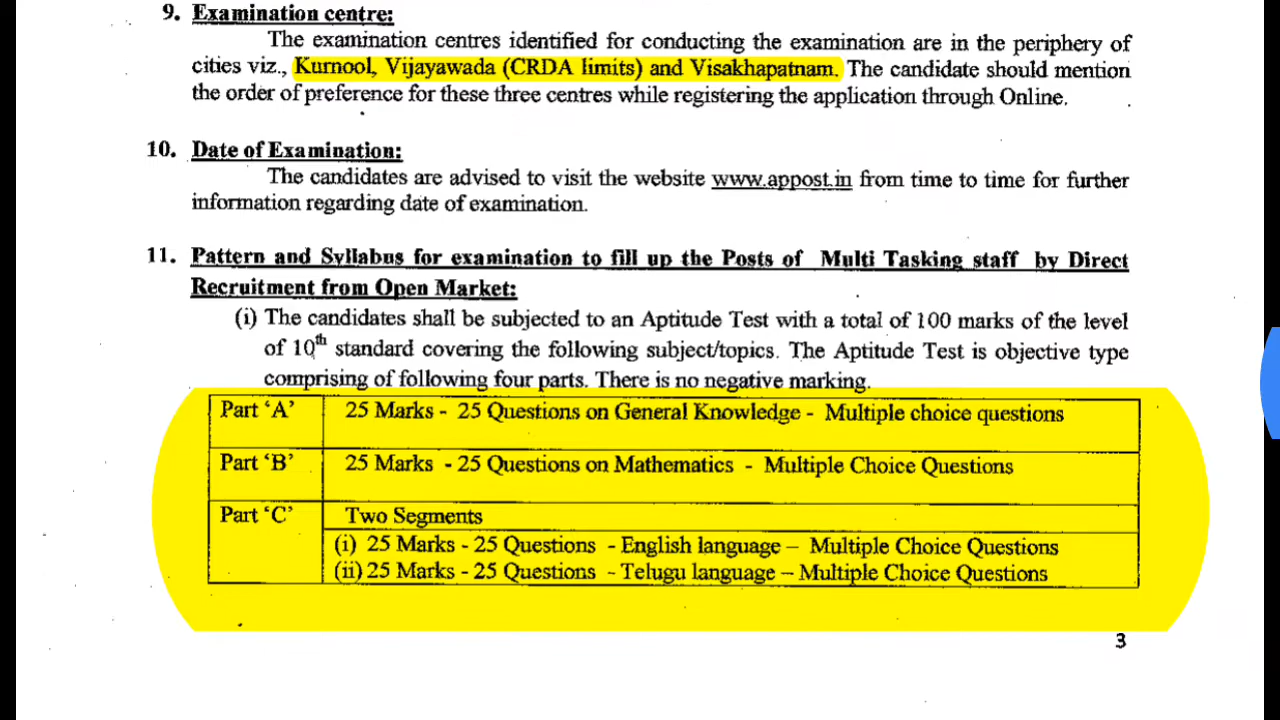 9. Examination centre:
The examination centres identified for conducting the examination are in the periphery of
cities viz., Kurnool, Vijayawada (CRDA limits) and Visakhapatnam. The candidate should mention
the order of preference for these three centres while registering the application through Online.
10. Date of Examination:
The candidates are advised to visit the website www.appost.in from time to time for further
information regarding date of examination.
11. Pattern and Syllabus for examination to fill up the Posts of Multi Tasking staff by Direct
Recruitment from Open Market:
(i) The candidates shall be subjected to an Aptitude Test with a total of 100 marks of the level
of 10th standard covering the following subject/topics. The Aptitude Test is objective type
comprising of following four parts. There is no negative marking.
Part ‘A’ 25 Marks - 25 Questions on General Knowledge - Multiple choice questions
Part ‘B’ 25 Marks - 25 Questions on Mathematics - Multiple Choice Questions
Part ‘C’ Two Segments
(i) 25 Marks - 25 Questions - English language – Multiple Choice Questions
(ii) 25 Marks - 25 Questions - Telugu language – Multiple Choice Questions
3